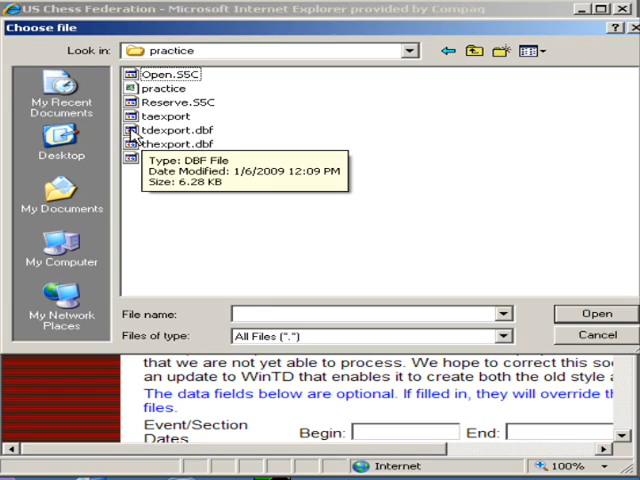 US Chess Federation - Microsoft Internet Explorer provided by Compaq
Choose file
Look in: practice
My Recent
Documents
Desktop
My Documents
My Computer
My Network
Places
Open.S5C
practice
Reserve.S5C
taexport
tdexport.dbf
thexport.dbf
Type: DBF File
Date Modified: 1/6/2009 12:09 PM
Size: 6.28 KB
File name: Open
Files of type: All Files (".") Cancel
that we are not yet able to process. We hope to correct this so
an update to WinTD that enables it to create both the old style
The data fields below are optional. If filled in, they will override
files.
Event/Section
Dates
Begin: End:
Internet 100%